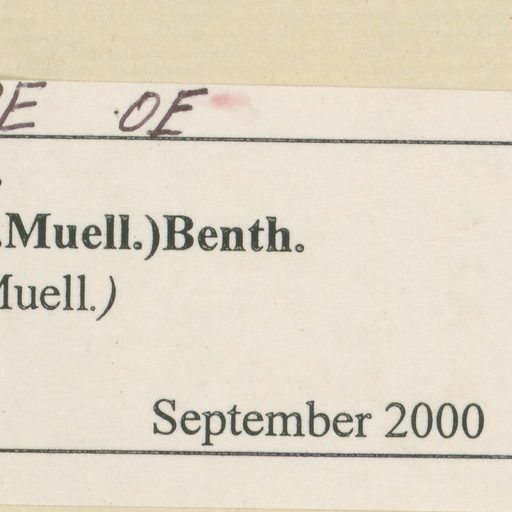 OF
.Muell.)Benth.
Muell.)
September 2000